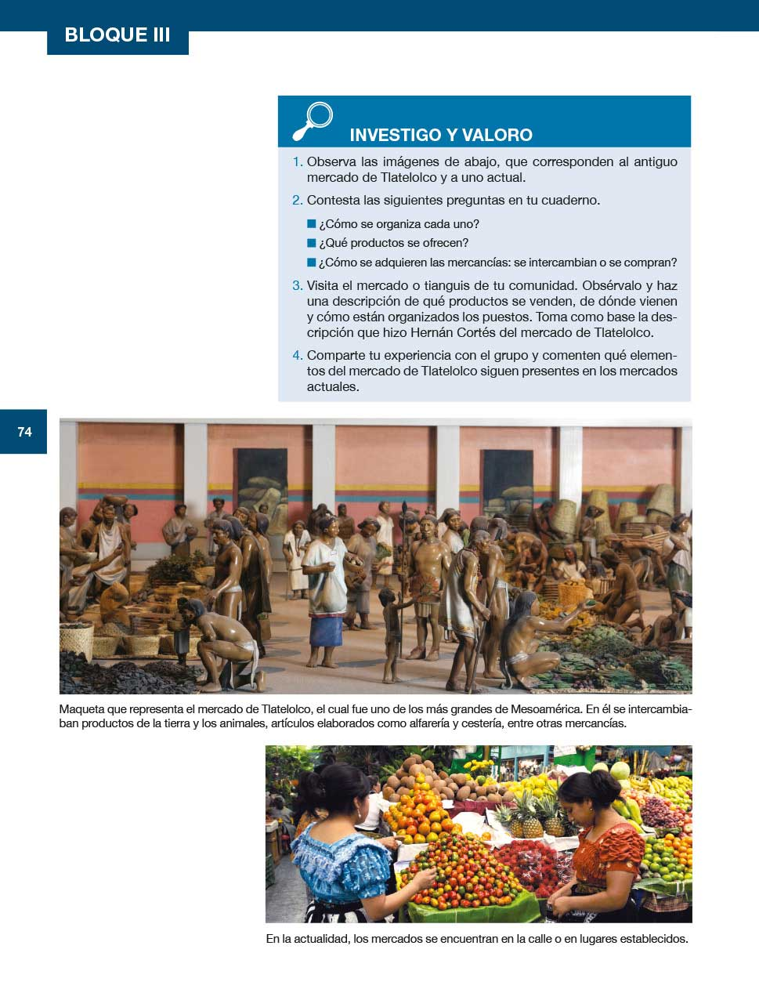 BLOQUE III
INVESTIGO Y VALORO
1. Observa las imágenes de abajo, que corresponden al antiguo
mercado de Tlatelolco y a uno actual.
2. Contesta las siguientes preguntas en tu cuaderno.
■ ¿Cómo se organiza cada uno?
■ ¿Qué productos se ofrecen?
■ ¿Cómo se adquieren las mercancías: se intercambian o se compran?
3. Visita el mercado o tianguis de tu comunidad. Obsérvalo y haz
una descripción de qué productos se venden, de dónde vienen
y cómo están organizados los puestos. Toma como base la des-
cripción que hizo Hernán Cortés del mercado de Tlatelolco.
4. Comparte tu experiencia con el grupo y comenten qué elemen-
tos del mercado de Tlatelolco siguen presentes en los mercados
actuales.
74
Maqueta que representa el mercado de Tlatelolco, el cual fue uno de los más grandes de Mesoamérica. En él se intercambia-
ban productos de la tierra y los animales, artículos elaborados como alfarería y cestería, entre otras mercancías.
En la actualidad, los mercados se encuentran en la calle o en lugares establecidos.